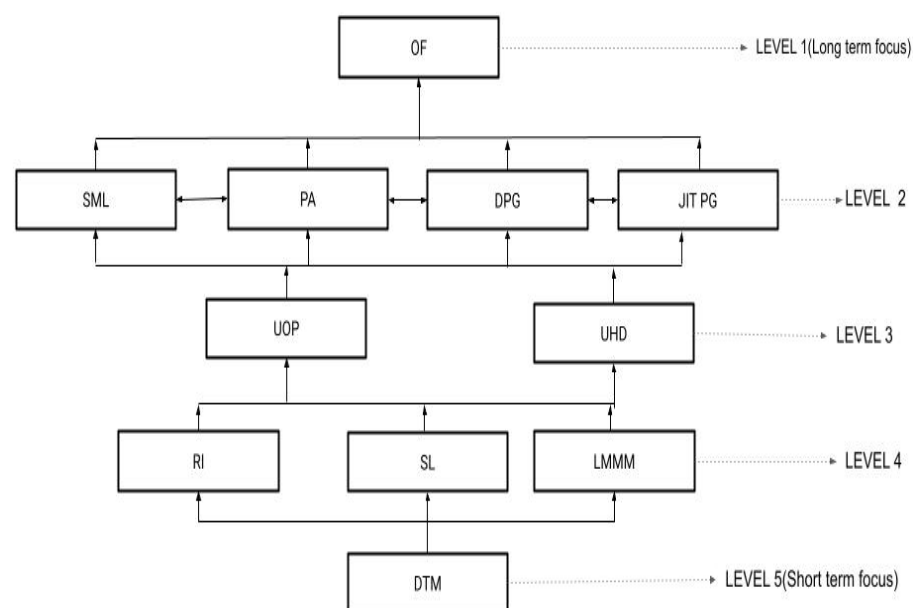 OF
LEVEL 1(Long term focus)
SML
PA
DPG
JIT PG
LEVEL 2
UOP
UHD
LEVEL 3
RI
SL
LMMM
LEVEL 4
DTM
LEVEL 5(Short term focus)